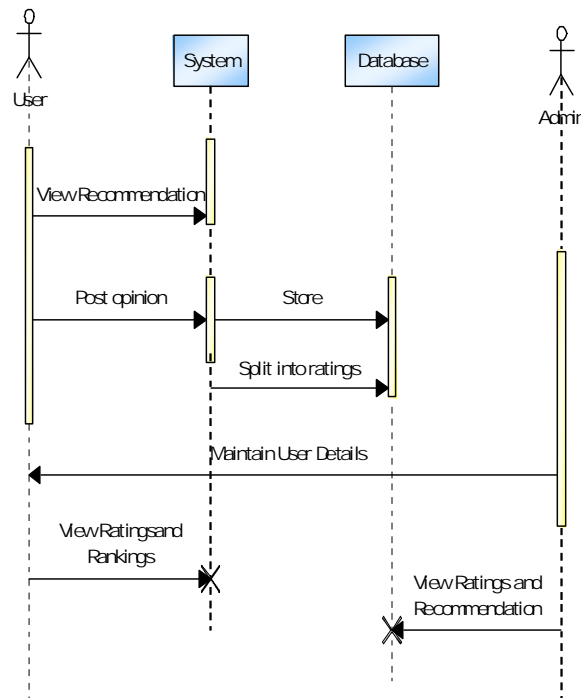 System
Database
User
Admin
View Recommendation
Post opinion
Store
Split into ratings
Maintain User Details
View Ratings and
Rankings
View Ratings and
Recommendation